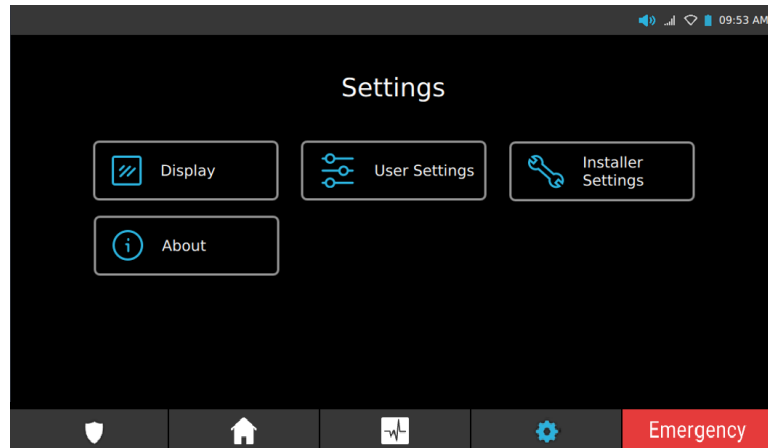 09:53 AM
Settings
Display
User Settings
Installer
Settings
About
Emergency